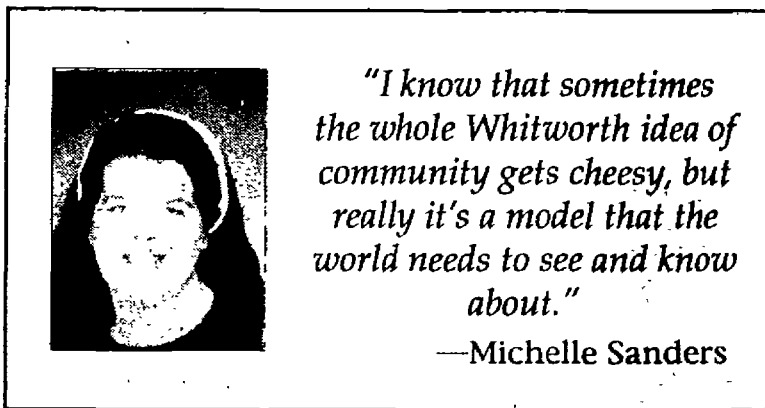 "I know that sometimes
the whole Whitworth idea of
community gets cheesy, but
really it's a model that the
world needs to see and know
about."
—Michelle Sanders